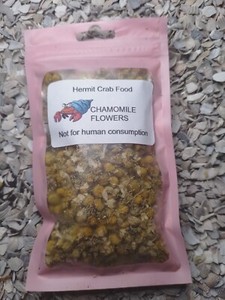 Hermit Crab Food
CHAMOMILE
FLOWERS
Not for human consumption